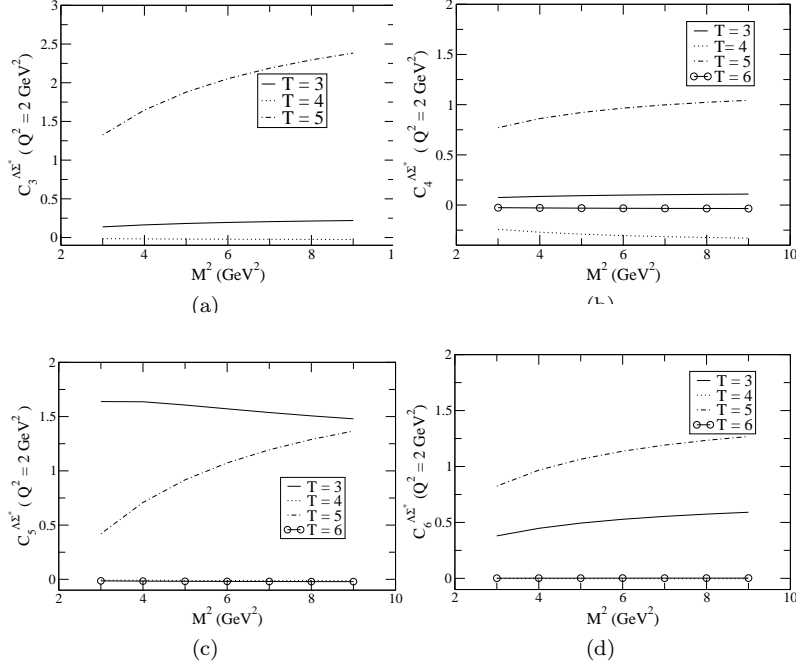 3
2.5
2
1.5
1
0.5
0
2 4 6 8 1
C_3^{ΛΣ*} ( Q^2 = 2 GeV^2)
M^2 (GeV^2)
T = 3
T = 4
T = 5
(a)
2
1.5
1
0.5
0
2 4 6 8 10
C_4^{ΛΣ*} ( Q^2 = 2 GeV^2)
M^2 (GeV^2)
T = 3
T= 4
T = 5
T = 6
2
1.5
1
0.5
0
2 4 6 8 10
C_5^{ΛΣ*} ( Q^2 = 2 GeV^2)
M^2 (GeV^2)
T = 3
T = 4
T = 5
T = 6
(c)
2
1.5
1
0.5
0
2 4 6 8 10
C_6^{ΛΣ*} (Q^2 = 2 GeV^2)
M^2 (GeV^2)
T = 3
T = 4
T = 5
T = 6
(d)